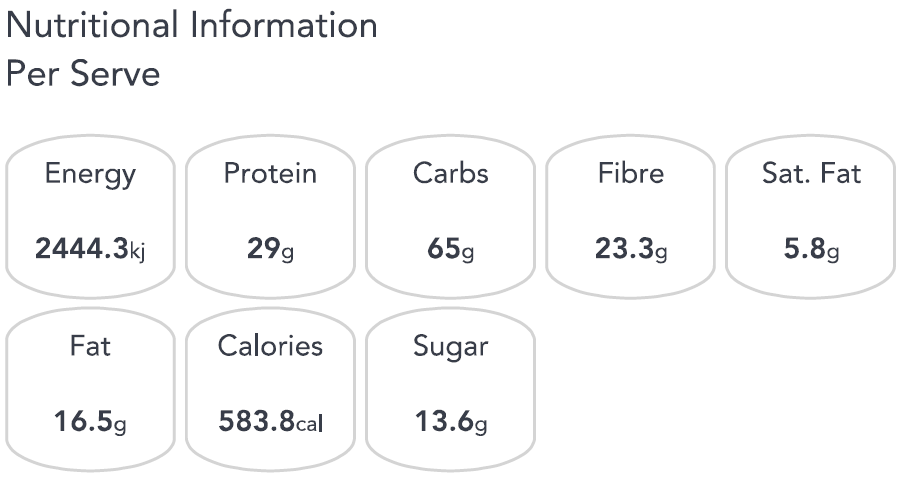 Nutritional Information
Per Serve
Energy
2444.3kj
Protein
29g
Carbs
65g
Fibre
23.3g
Sat. Fat
5.8g
Fat
16.5g
Calories
583.8cal
Sugar
13.6g